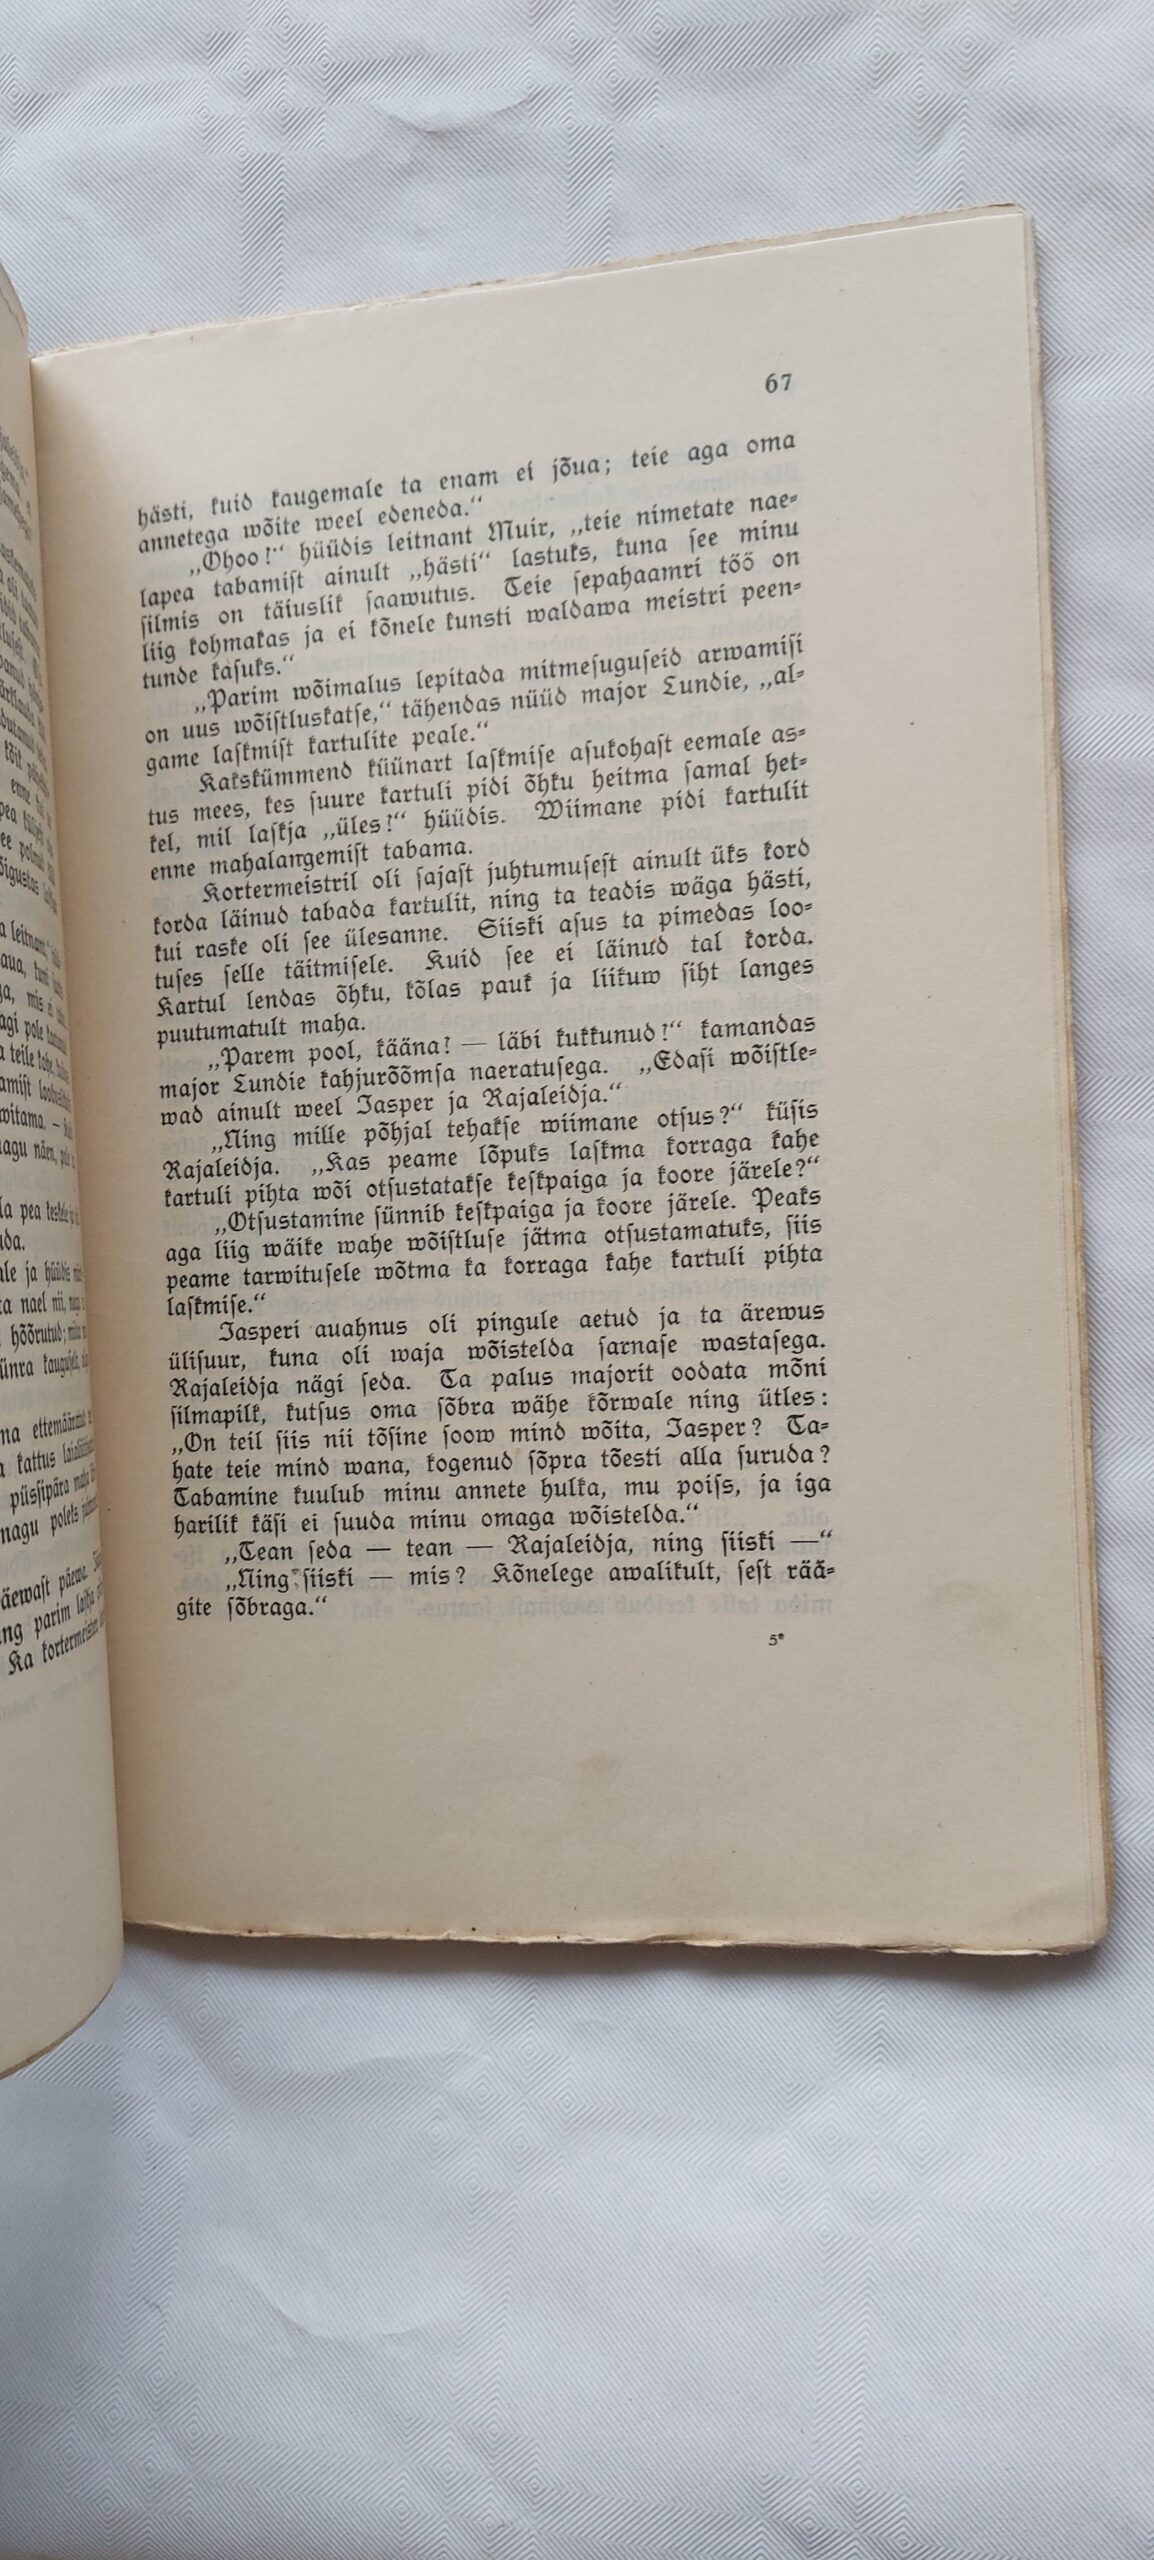 67
hästi, kuid kaugemale ta enam ei jõua; teie aga oma
annetega wõite weel edeneda.“
„Ohoo!“ hüüdis leitnant Muir, „teie nimetate nae-
lapea tabamist ainult „hästi“ lastuks, kuna see minu
silmis on täiuslik saawutus. Teie sepahaamri töö on
liig kohmakas ja ei kõnele kunsti waldawa meistri peen-
tunde kasuks.“
„Parim wõimalus lepitada mitmesuguseid arwamisi
on uus wõistluskatse,“ tähendas nüüd major Lundie, „al-
game laskmist kartulite peale.“
Kakskümmend küünart laskmise asukohast eemale as-
tus mees, kes suure kartuli pidi õhku heitma samal het-
kel, mil laskja „üles!“ hüüdis. Wiimane pidi kartulit
enne mahalangemist tabama.
Kortermeistril oli sajast juhtumusest ainult üks kord
korda läinud tabada kartulit, ning ta teadis wäga hästi,
kui raske oli see ülesanne. Siiski asus ta pimedas loo-
tuses selle täitmisele. Kuid see ei läinud tal korda.
Kartul lendas õhku, kõlas pauk ja liikuw siht langes
puutumatult maha.
„Parem pool, kääna! — läbi kukkunud!“ kamandas
major Lundie kahjurõõmsa naeratusega. „Edasi wõistle-
wad ainult weel Jasper ja Rajaleidja.“
„Ning mille põhjal tehakse wiimane otsus?“ küsis
Rajaleidja. „Kas peame lõpuks laskma korraga kahe
kartuli pihta wõi otsustatakse keskpaiga ja koore järele?“
„Otsustamine sünnib keskpaiga ja koore järele. Peaks
aga liig wäike wahe wõistluse jätma otsustamatuks, siis
peame tarwitusele wõtma ka korraga kahe kartuli pihta
laskmise.“
Jasperi auahnus oli pingule aetud ja ta ärewus
ülisuur, kuna oli waja wõistelda sarnase wastasega.
Rajaleidja nägi seda. Ta palus majorit oodata mõni
silmapilk, kutsus oma sõbra wähe kõrwale ning ütles:
„On teil siis nii tõsine soow mind wõita, Jasper? Ta-
hate teie mind wana, kogenud sõpra tõesti alla suruda?
Tabamine kuulub minu annete hulka, mu poiss, ja iga
harilik käsi ei suuda minu omaga wõistelda.“
„Tean seda — tean — Rajaleidja, ning siiski —“
„Ning siiski — mis? Kõnelege awalikult, sest rää-
gite sõbraga.“
5*